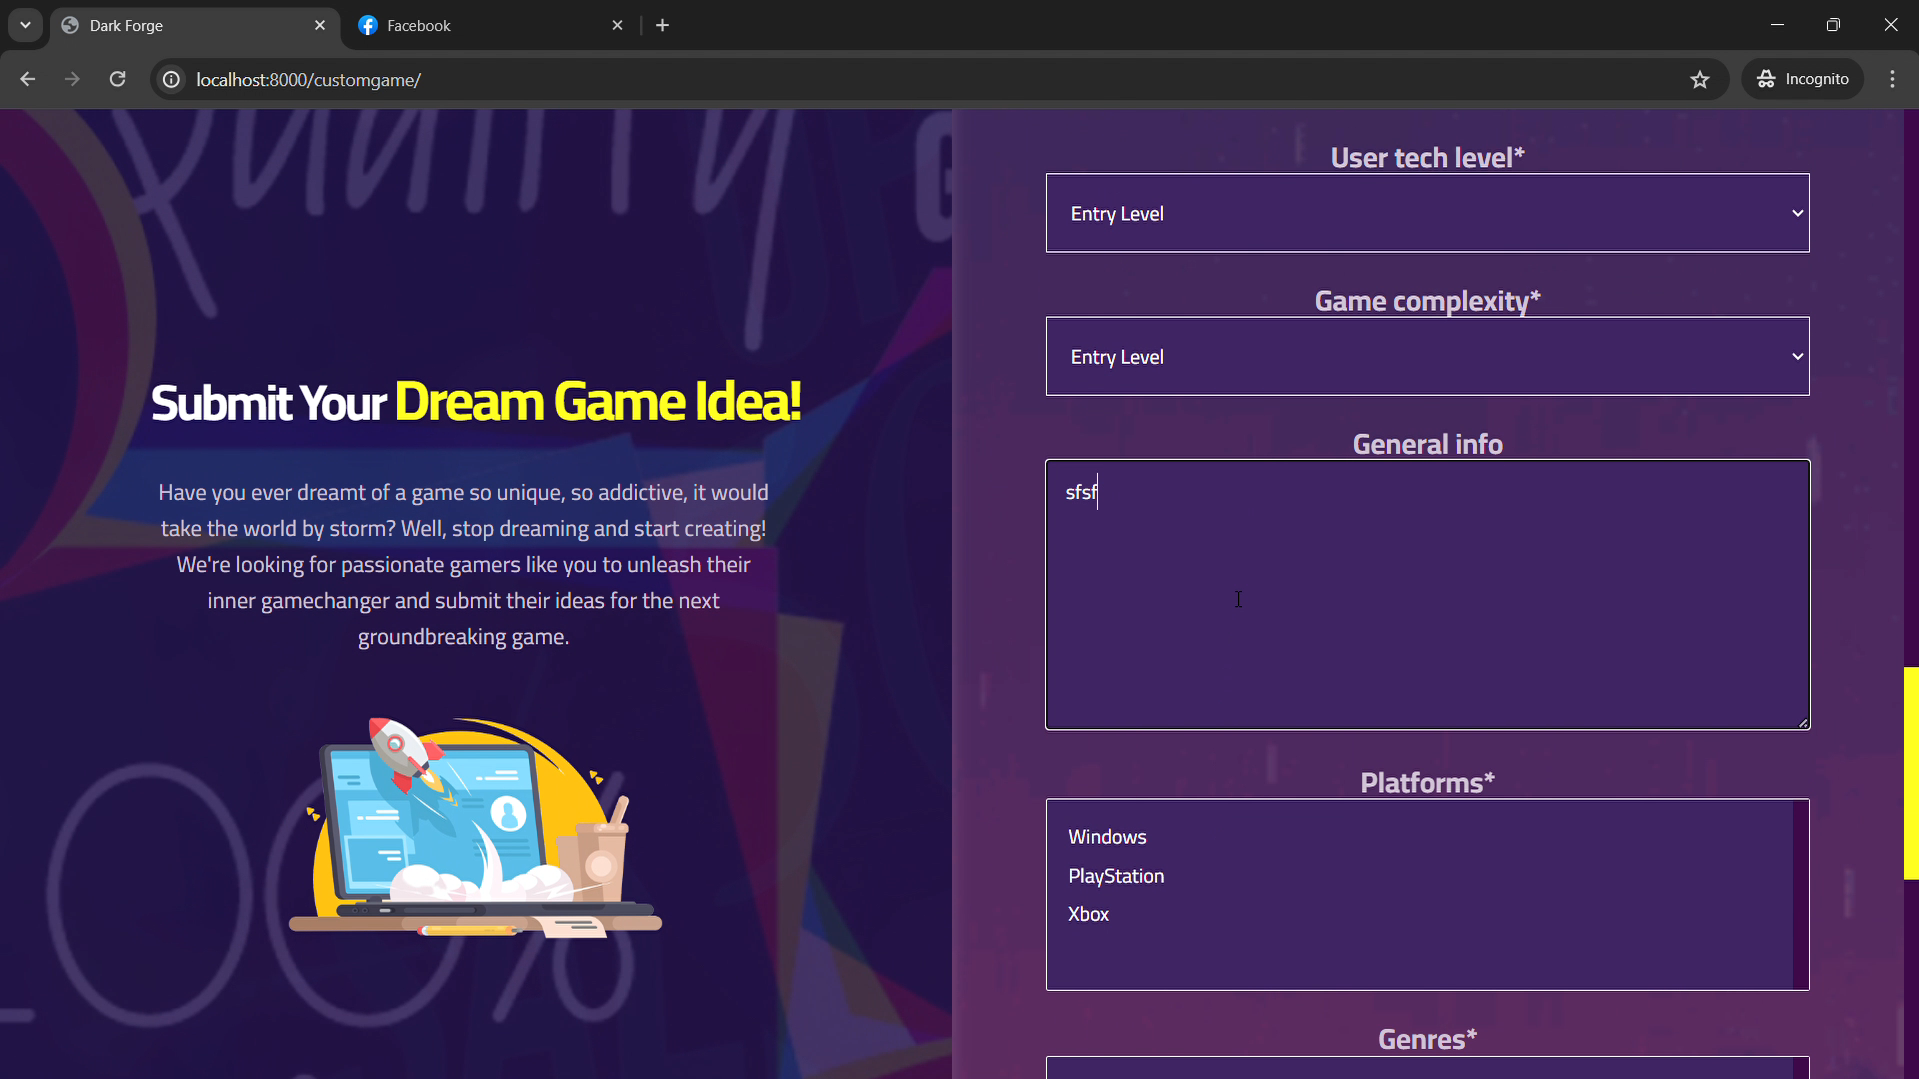 Dark Forge
Facebook
localhost:8000/customgame/
Incognito
Quality
100%
Submit Your Dream Game Idea!
Have you ever dreamt of a game so unique, so addictive, it would
take the world by storm? Well, stop dreaming and start creating!
We're looking for passionate gamers like you to unleash their
inner gamechanger and submit their ideas for the next
groundbreaking game.
User tech level*
Entry Level
Game complexity*
Entry Level
General info
sfsf
Platforms*
Windows
PlayStation
Xbox
Genres*